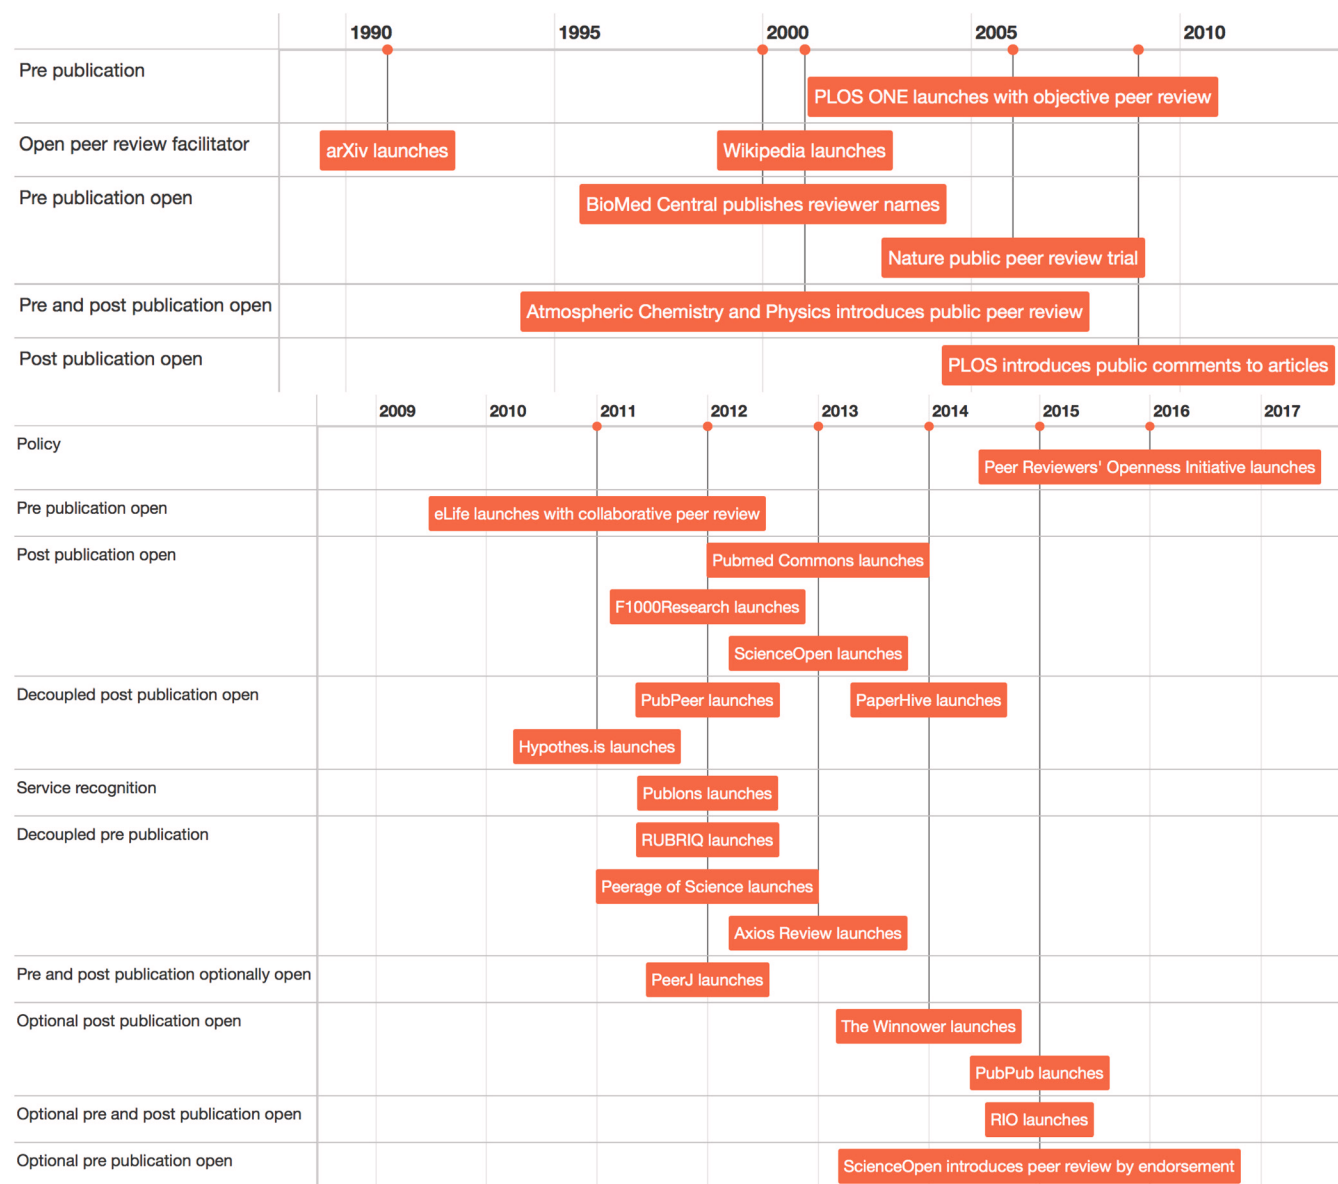 1990 1995 2000 2005 2010
Pre publication
PLOS ONE launches with objective peer review
Open peer review facilitator
arXiv launches
Wikipedia launches
Pre publication open
BioMed Central publishes reviewer names
Nature public peer review trial
Pre and post publication open
Atmospheric Chemistry and Physics introduces public peer review
Post publication open
PLOS introduces public comments to articles
2009 2010 2011 2012 2013 2014 2015 2016 2017
Policy
Peer Reviewers' Openness Initiative launches
Pre publication open
eLife launches with collaborative peer review
Post publication open
Pubmed Commons launches
F1000Research launches
ScienceOpen launches
Decoupled post publication open
PubPeer launches
PaperHive launches
Hypothes.is launches
Service recognition
Publons launches
Decoupled pre publication
RUBRIQ launches
Peerage of Science launches
Axios Review launches
Pre and post publication optionally open
PeerJ launches
Optional post publication open
The Winnower launches
PubPub launches
Optional pre and post publication open
RIO launches
Optional pre publication open
ScienceOpen introduces peer review by endorsement